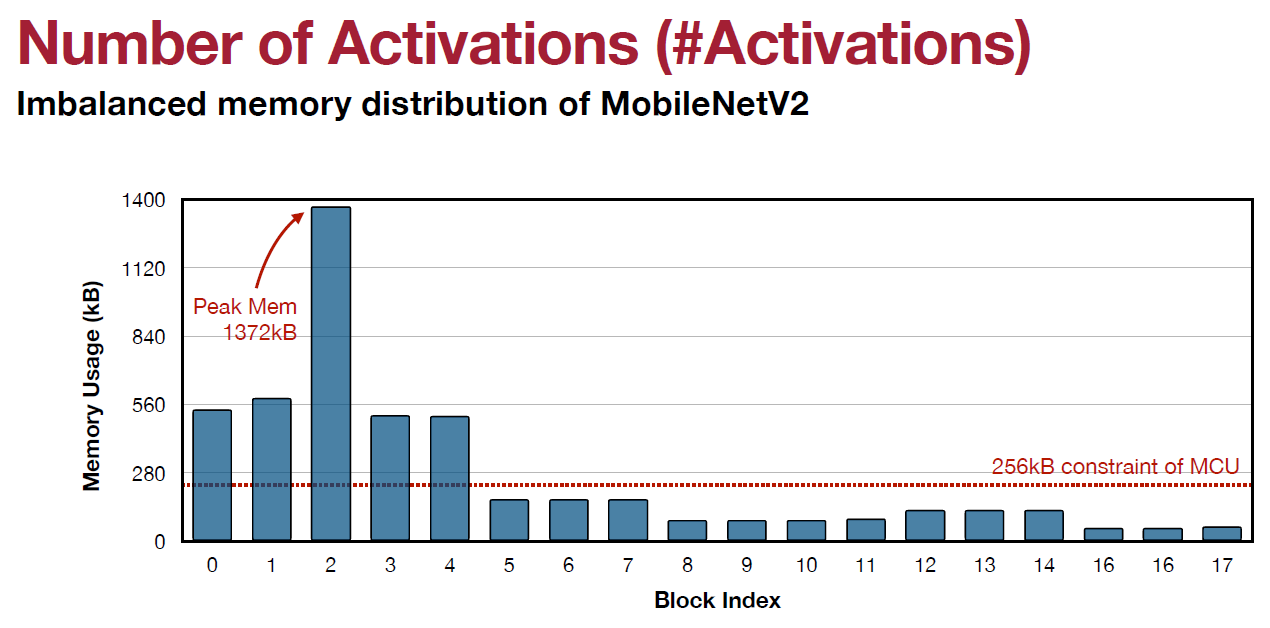 Number of Activations (#Activations)
Imbalanced memory distribution of MobileNetV2
1400
1120
840
560
280
0
Memory Usage (kB)
Peak Mem
1372kB
256kB constraint of MCU
0 1 2 3 4 5 6 7 8 9 10 11 12 13 14 16 16 17
Block Index